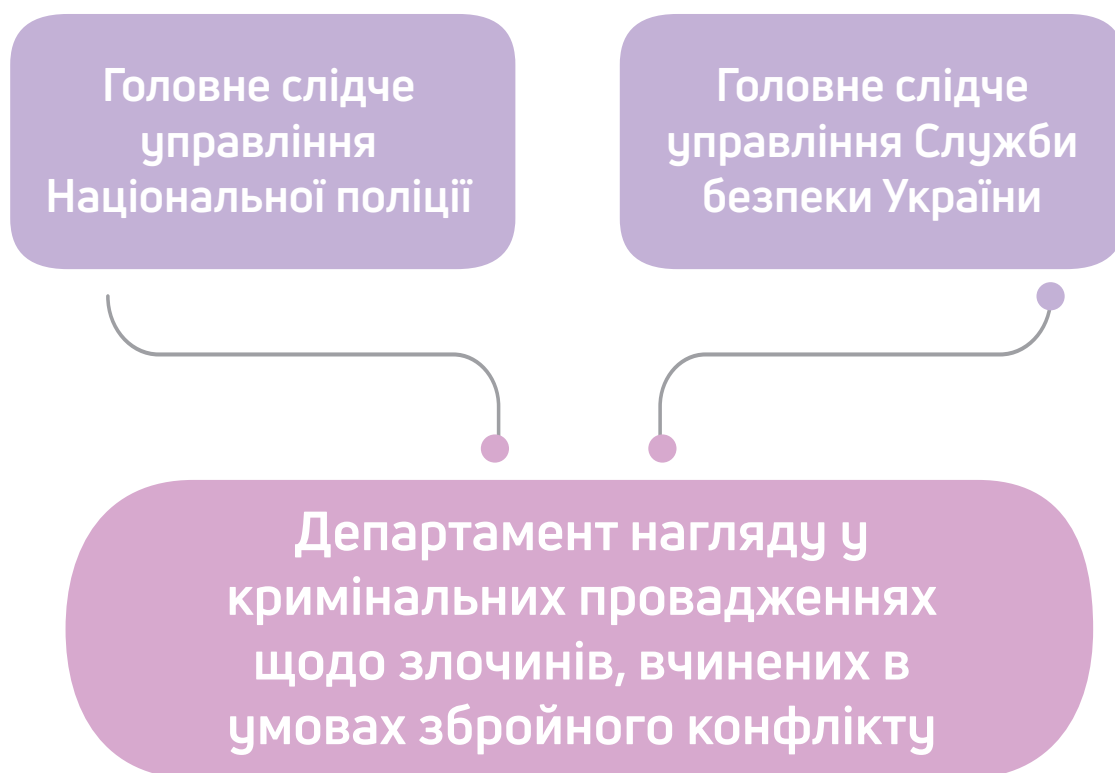 Головне слідче
управління
Національної поліції
Головне слідче
управління Служби
безпеки України
Департамент нагляду у
кримінальних провадженнях
щодо злочинів, вчинених в
умовах збройного конфлікту